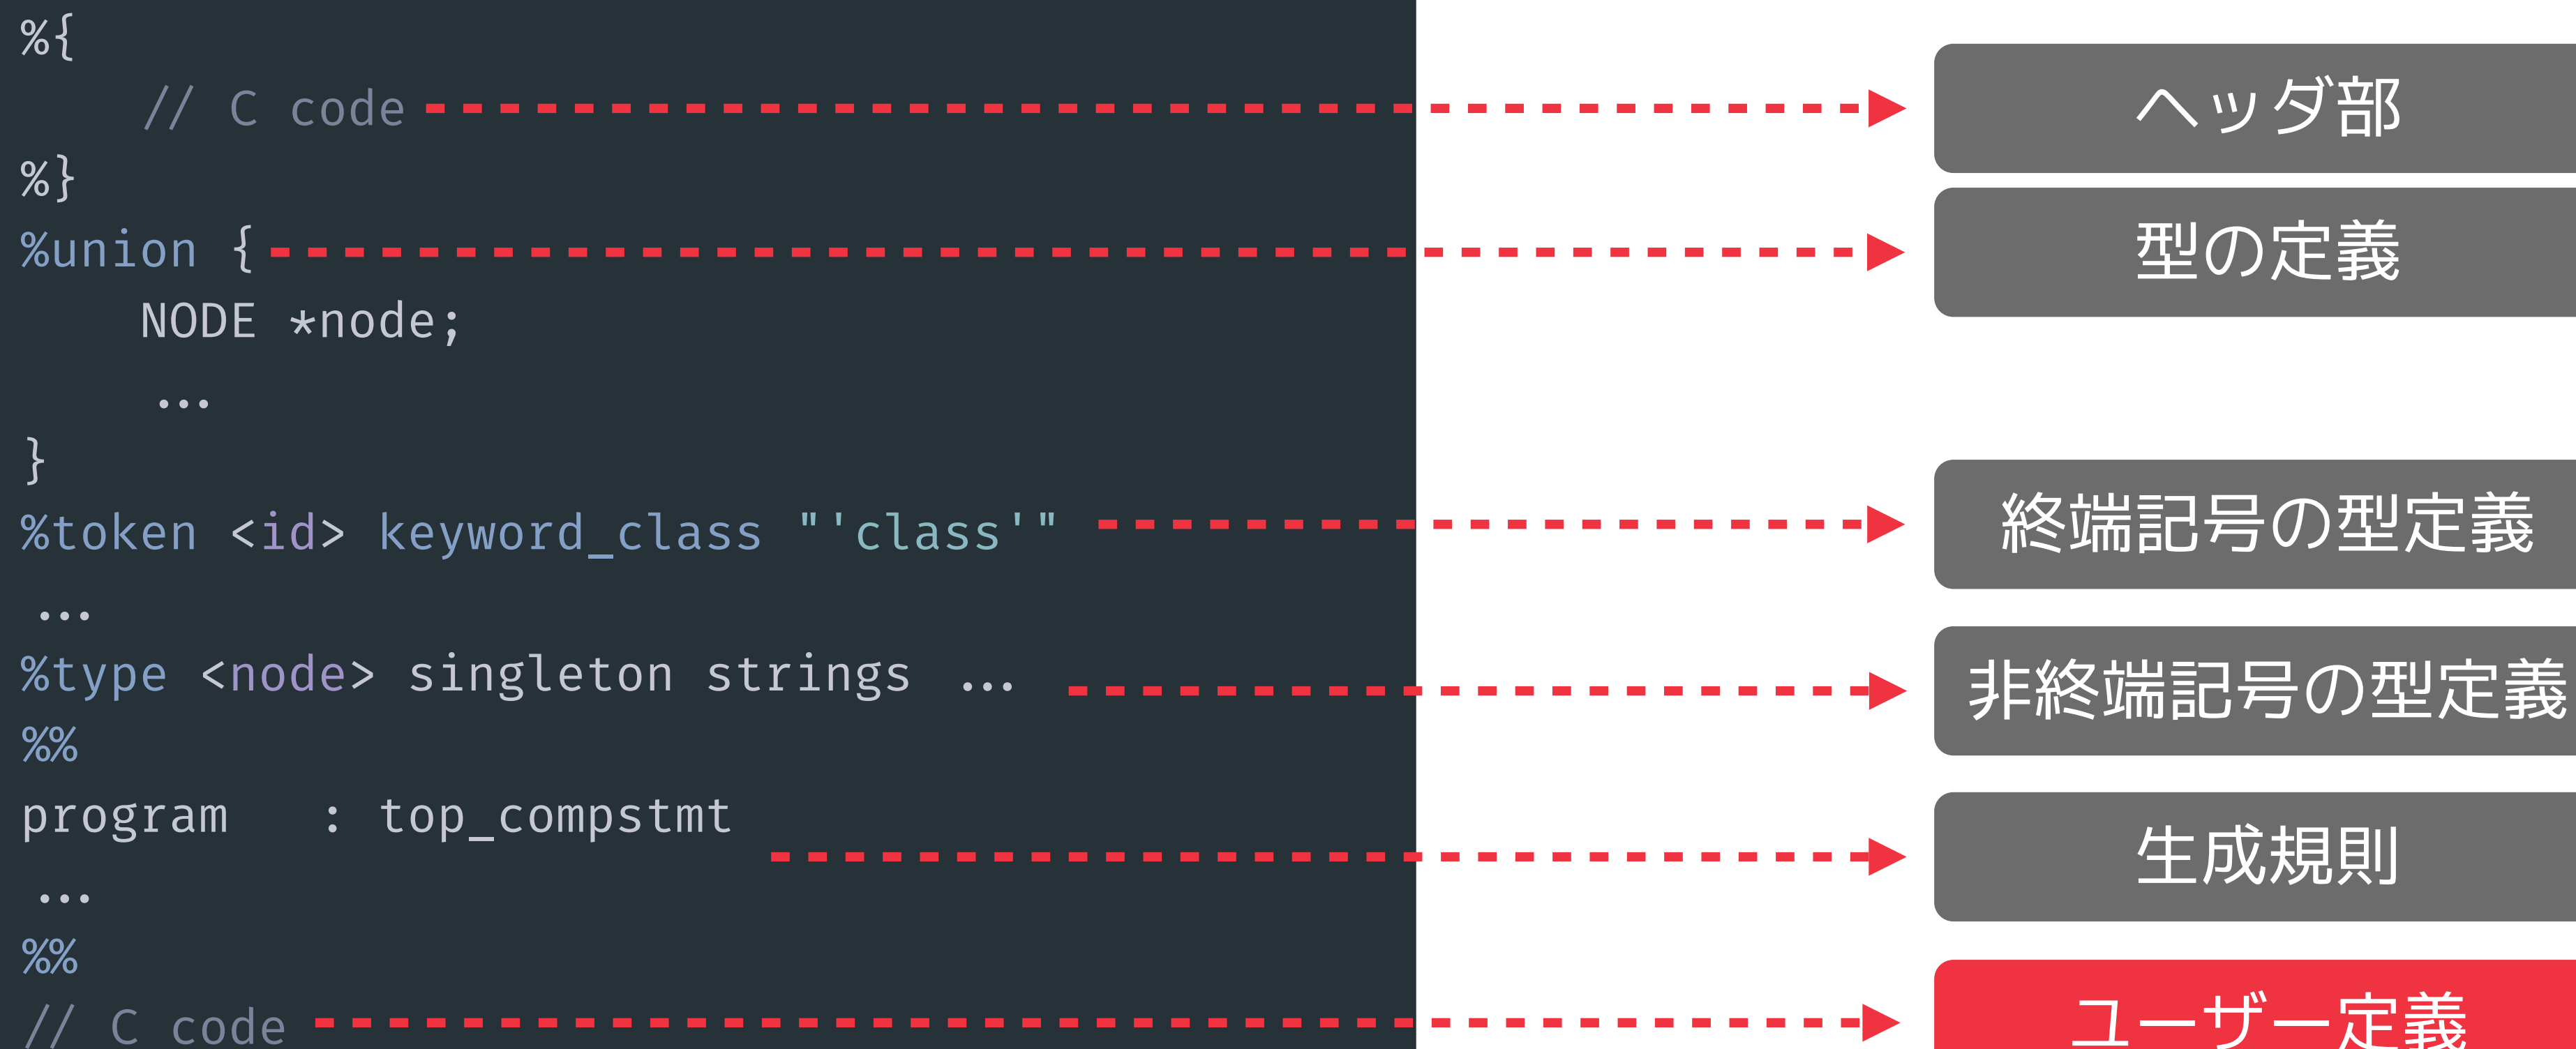 %{
// C code
ヘッダ部
%}
%union {
型の定義
NODE *node;
...
}
%token <id> keyword_class "'class'"
終端記号の型定義
...
%type <node> singleton strings ...
非終端記号の型定義
%%
program : top_compstmt
生成規則
...
%%
// C code
ユーザー定義